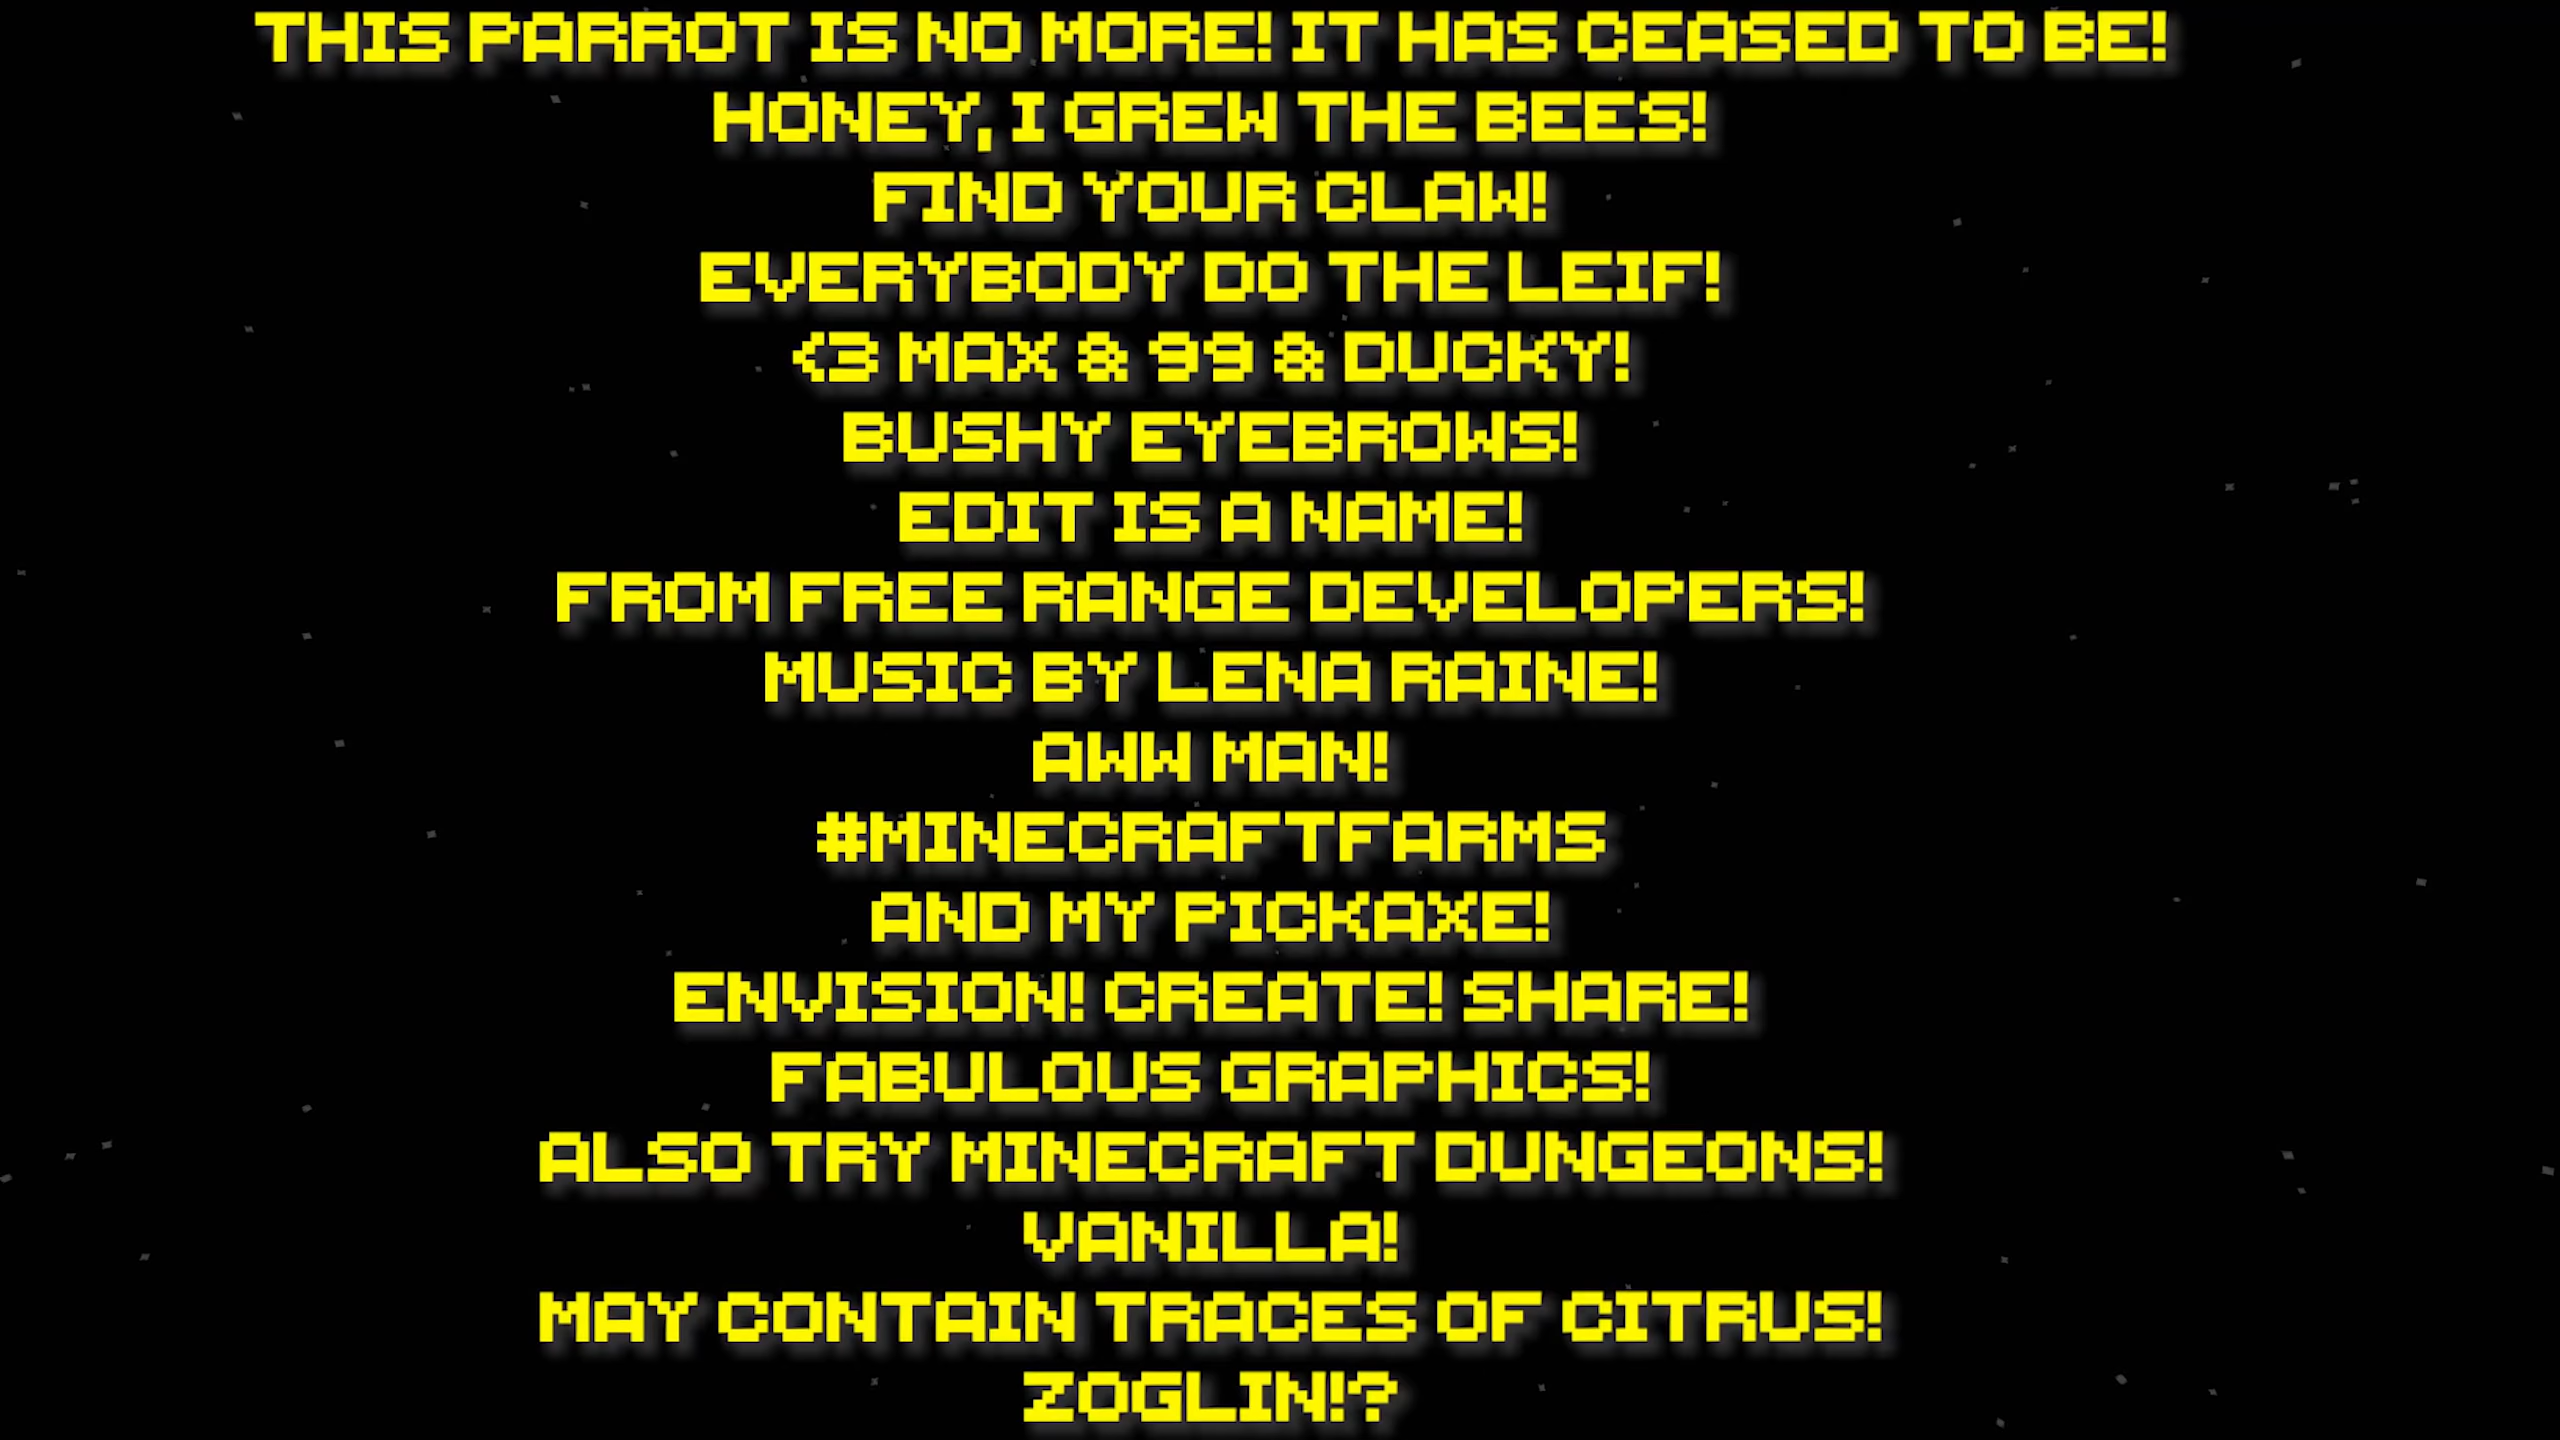 THIS PARROT IS NO MORE! IT HAS CEASED TO BE!
HONEY, I GREW THE BEES!
FIND YOUR CLAW!
EVERYBODY DO THE LEIF!
<3 MAX & 99 & DUCKY!
BUSHY EYEBROWS!
EDIT IS A NAME!
FROM FREE RANGE DEVELOPERS!
MUSIC BY LENA RAINE!
AWW MAN!
#MINECRAFTFARMS
AND MY PICKAXE!
ENVISION! CREATE! SHARE!
FABULOUS GRAPHICS!
ALSO TRY MINECRAFT DUNGEONS!
VANILLA!
MAY CONTAIN TRACES OF CITRUS!
ZOGLIN!?